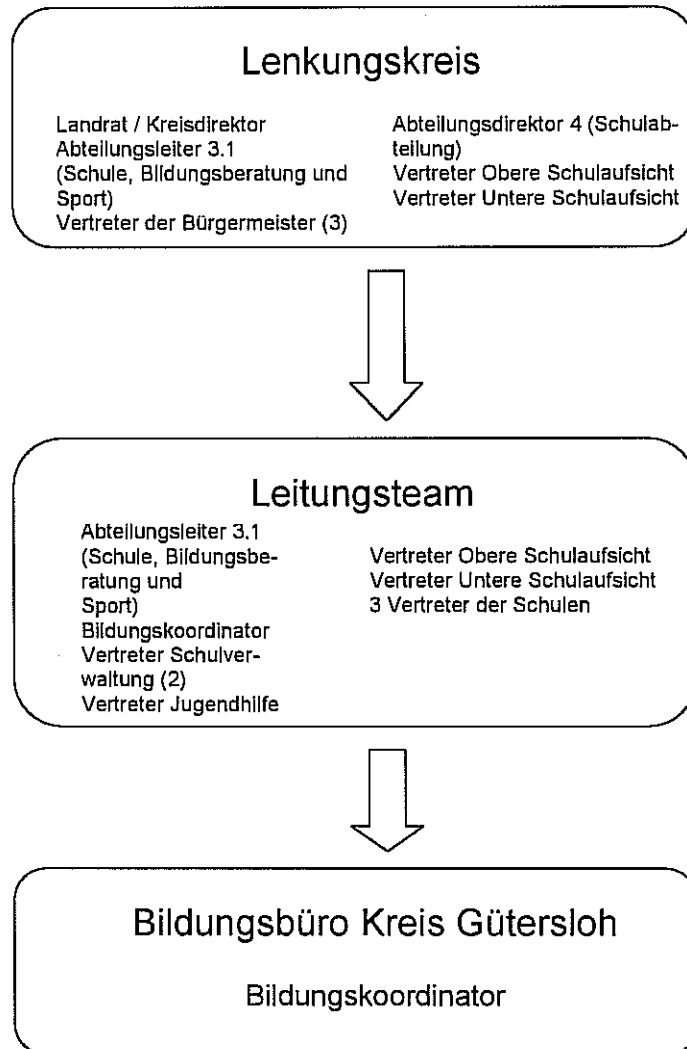 Lenkungskreis
Landrat / Kreisdirektor
Abteilungsleiter 3.1
(Schule, Bildungsberatung und
Sport)
Vertreter der Bürgermeister (3)
Abteilungsdirektor 4 (Schulab-
teilung)
Vertreter Obere Schulaufsicht
Vertreter Untere Schulaufsicht
Leitungsteam
Abteilungsleiter 3.1
(Schule, Bildungsbe-
ratung und
Sport)
Bildungskoordinator
Vertreter Schulver-
waltung (2)
Vertreter Jugendhilfe
Vertreter Obere Schulaufsicht
Vertreter Untere Schulaufsicht
3 Vertreter der Schulen
Bildungsbüro Kreis Gütersloh
Bildungskoordinator